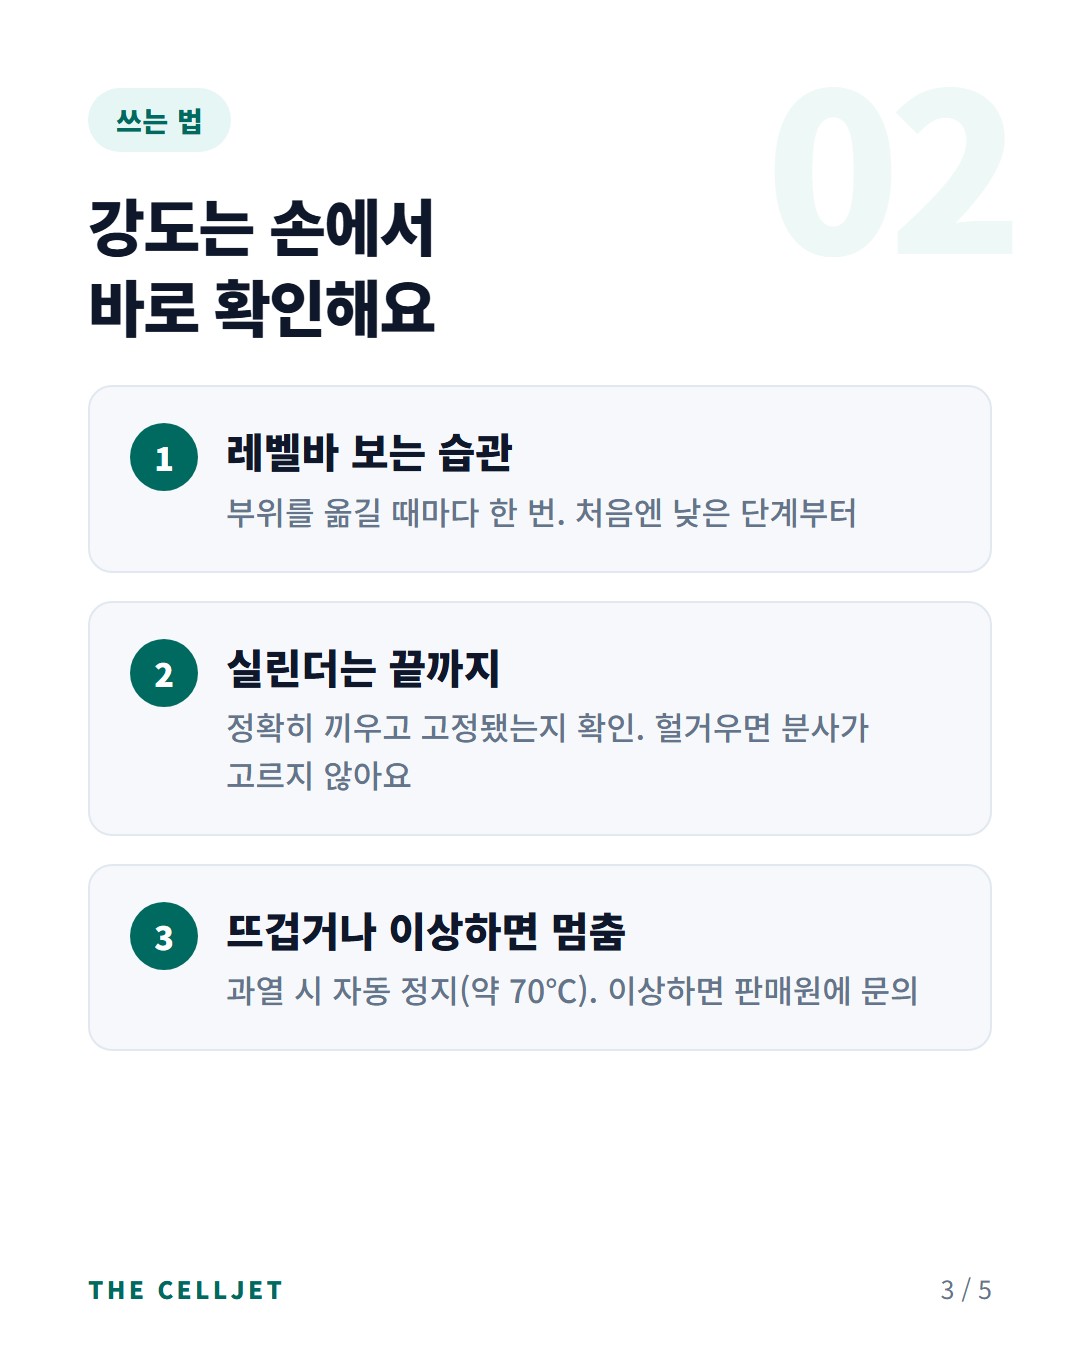 쓰는 법
02
강도는 손에서
바로 확인해요
1
레벨바 보는 습관
부위를 옮길 때마다 한 번. 처음엔 낮은 단계부터
2
실린더는 끝까지
정확히 끼우고 고정됐는지 확인. 헐거우면 분사가
고르지 않아요
3
뜨겁거나 이상하면 멈춤
과열 시 자동 정지(약 70°C). 이상하면 판매원에 문의
THE CELLJET
3 / 5